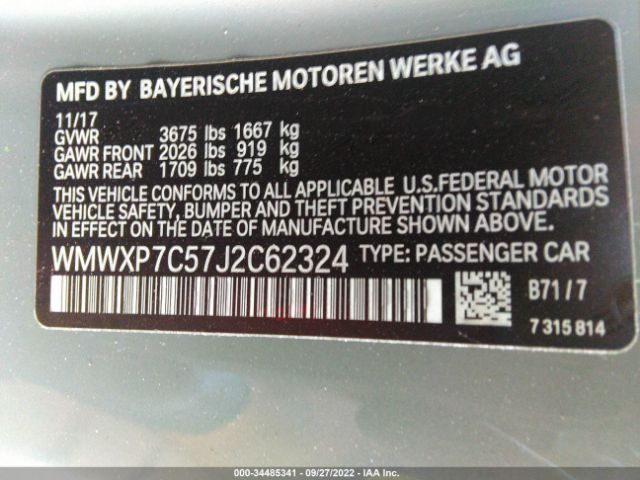 MFD BY BAYERISCHE MOTOREN WERKE AG
11/17
GVWR 3675 lbs 1667 kg
GAWR FRONT 2026 lbs 919 kg
GAWR REAR 1709 lbs 775 kg
THIS VEHICLE CONFORMS TO ALL APPLICABLE U.S.FEDERAL MOTOR
VEHICLE SAFETY, BUMPER AND THEFT PREVENTION STANDARDS
IN EFFECT ON THE DATE OF MANUFACTURE SHOWN ABOVE.
WMWXP7C57J2C62324 TYPE: PASSENGER CAR
B71/7
7 315 814
000-34485341 - 09/27/2022 - IAA Inc.